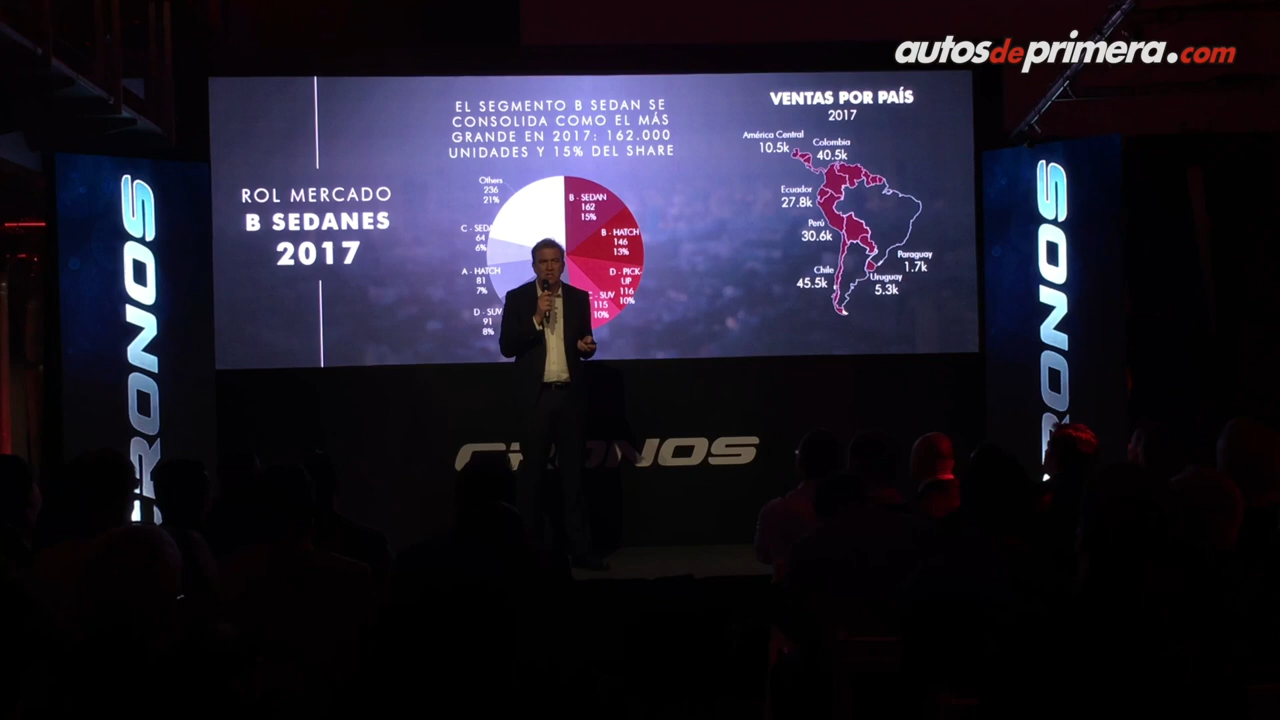 autosdeprimera.com
ROL MERCADO
B SEDANES
2017
EL SEGMENTO B SEDAN SE
CONSOLIDA COMO EL MÁS
GRANDE EN 2017: 162.000
UNIDADES Y 15% DEL SHARE
Others
236
21%
B - SEDAN
162
15%
B - HATCH
146
13%
D - PICK-
UP
116
10%
C - SUV
115
10%
D - SUV
91
8%
A - HATCH
81
7%
C - SEDA
64
6%
VENTAS POR PAÍS
2017
América Central
10.5k
Colombia
40.5k
Ecuador
27.8k
Perú
30.6k
Chile
45.5k
Paraguay
1.7k
Uruguay
5.3k
CRONOS
CRONOS
RONOS